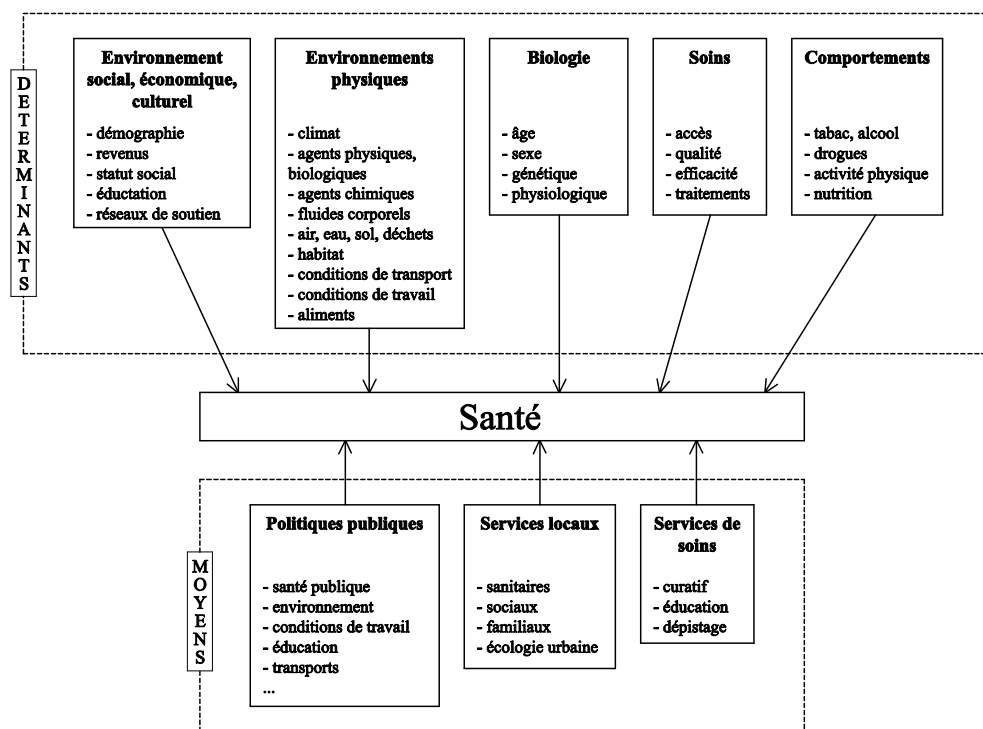 DETERMINANTS
Environnement
social, économique,
culturel
- démographie
- revenus
- statut social
- éductation
- réseaux de soutien
Environnements
physiques
- climat
- agents physiques,
biologiques
- agents chimiques
- fluides corporels
- air, eau, sol, déchets
- habitat
- conditions de transport
- conditions de travail
- aliments
Biologie
- âge
- sexe
- génétique
- physiologique
Soins
- accès
- qualité
- efficacité
- traitements
Comportements
- tabac, alcool
- drogues
- activité physique
- nutrition
Santé
MOYENS
Politiques publiques
- santé publique
- environnement
- conditions de travail
- éducation
- transports
...
Services locaux
- sanitaires
- sociaux
- familiaux
- écologie urbaine
Services de
soins
- curatif
- éducation
- dépistage